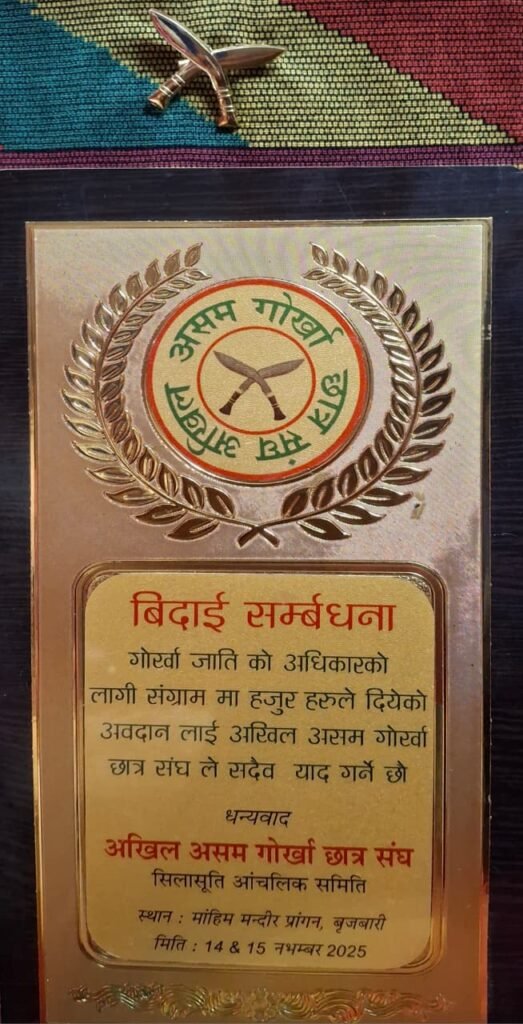 अखिल असम गोर्खा छात्र संघ
बिदाई सर्म्बधना
गोर्खा जाति को अधिकारको
लागी संग्राम मा हजुर हरुले दियेको
अवदान लाई अखिल असम गोर्खा
छात्र संघ ले सदैव याद गर्ने छौ
धन्यवाद
अखिल असम गोर्खा छात्र संघ
सिलासूति आंचलिक समिति
स्थान : मांहिम मन्दीर प्रांगन, बृजबारी
मिति : 14 & 15 नभम्बर 2025